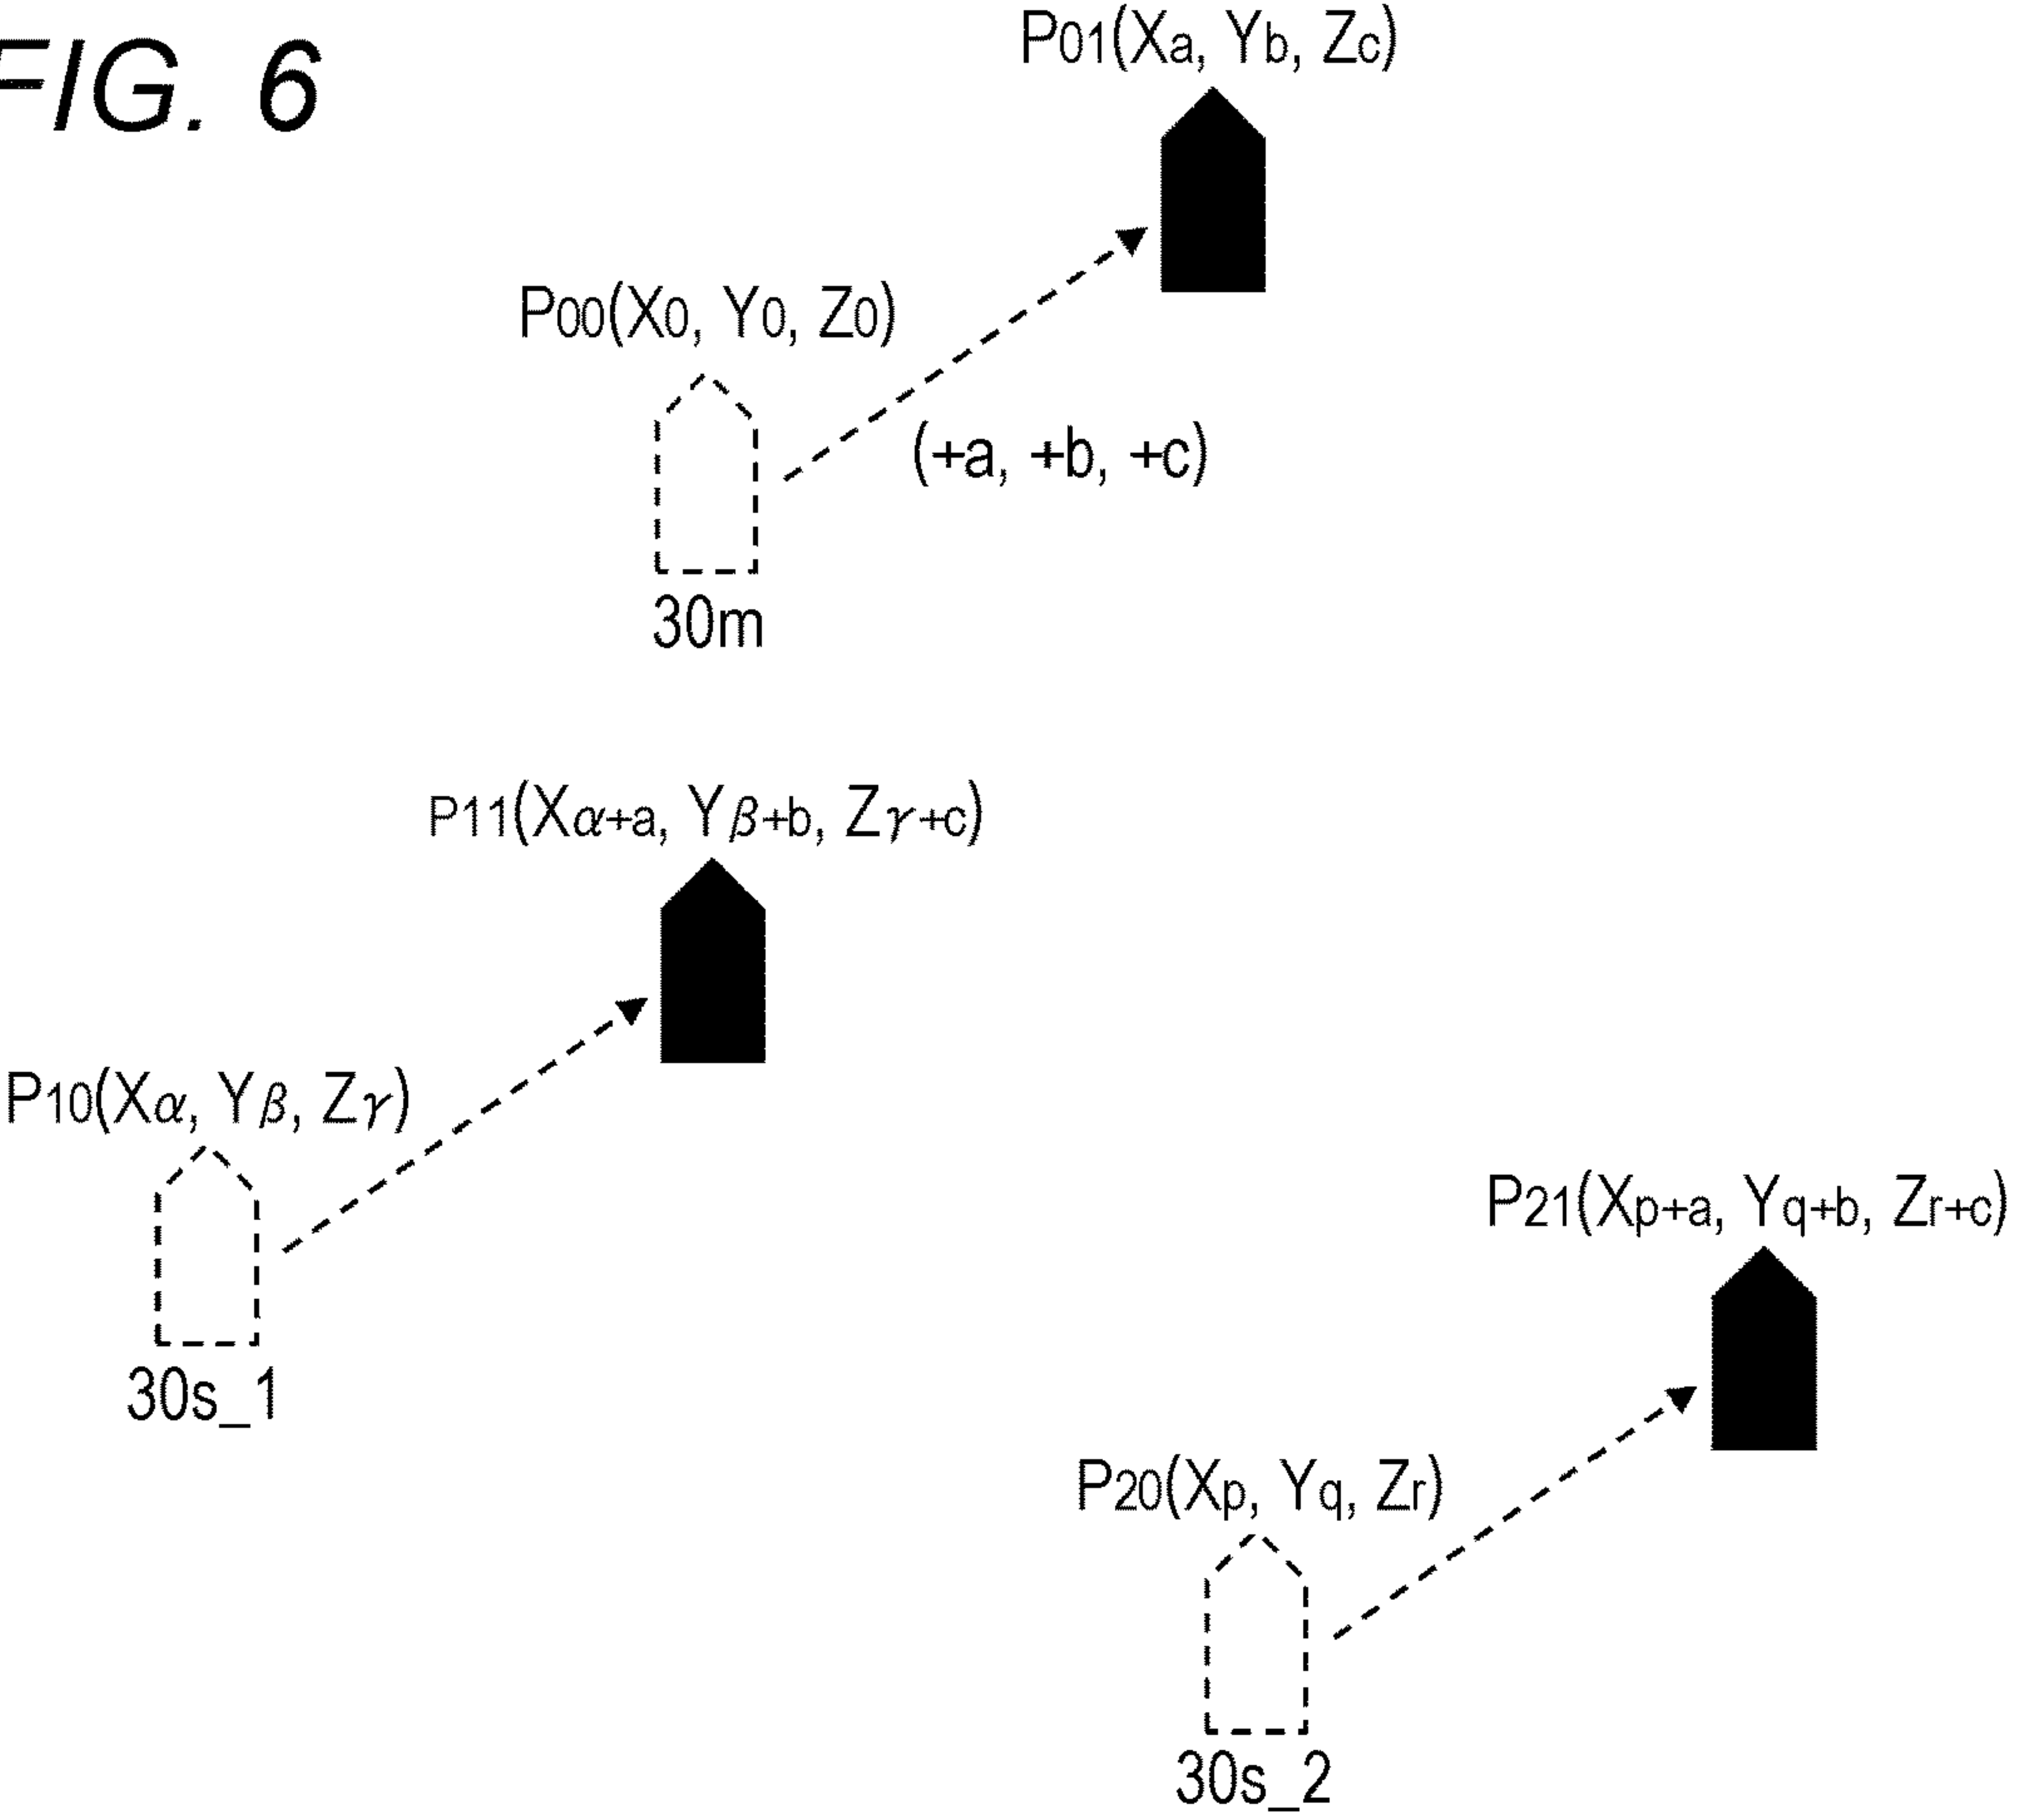 FIG. 6
P01(Xa, Yb, Zc)
P00(X0, Y0, Z0)
(+a, +b, +c)
30m
P11(Xα+a, Yβ+b, Zγ+c)
P10(Xα, Yβ, Zγ)
30s_1
P21(Xp+a, Yq+b, Zr+c)
P20(Xp, Yq, Zr)
30s_2